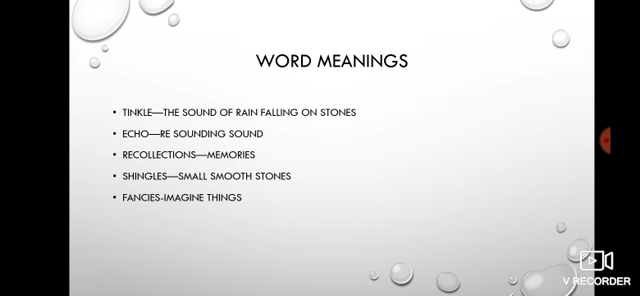 WORD MEANINGS
• TINKLE—THE SOUND OF RAIN FALLING ON STONES
• ECHO—RE SOUNDING SOUND
• RECOLLECTIONS—MEMORIES
• SHINGLES—SMALL SMOOTH STONES
• FANCIES-IMAGINE THINGS
V RECORDER